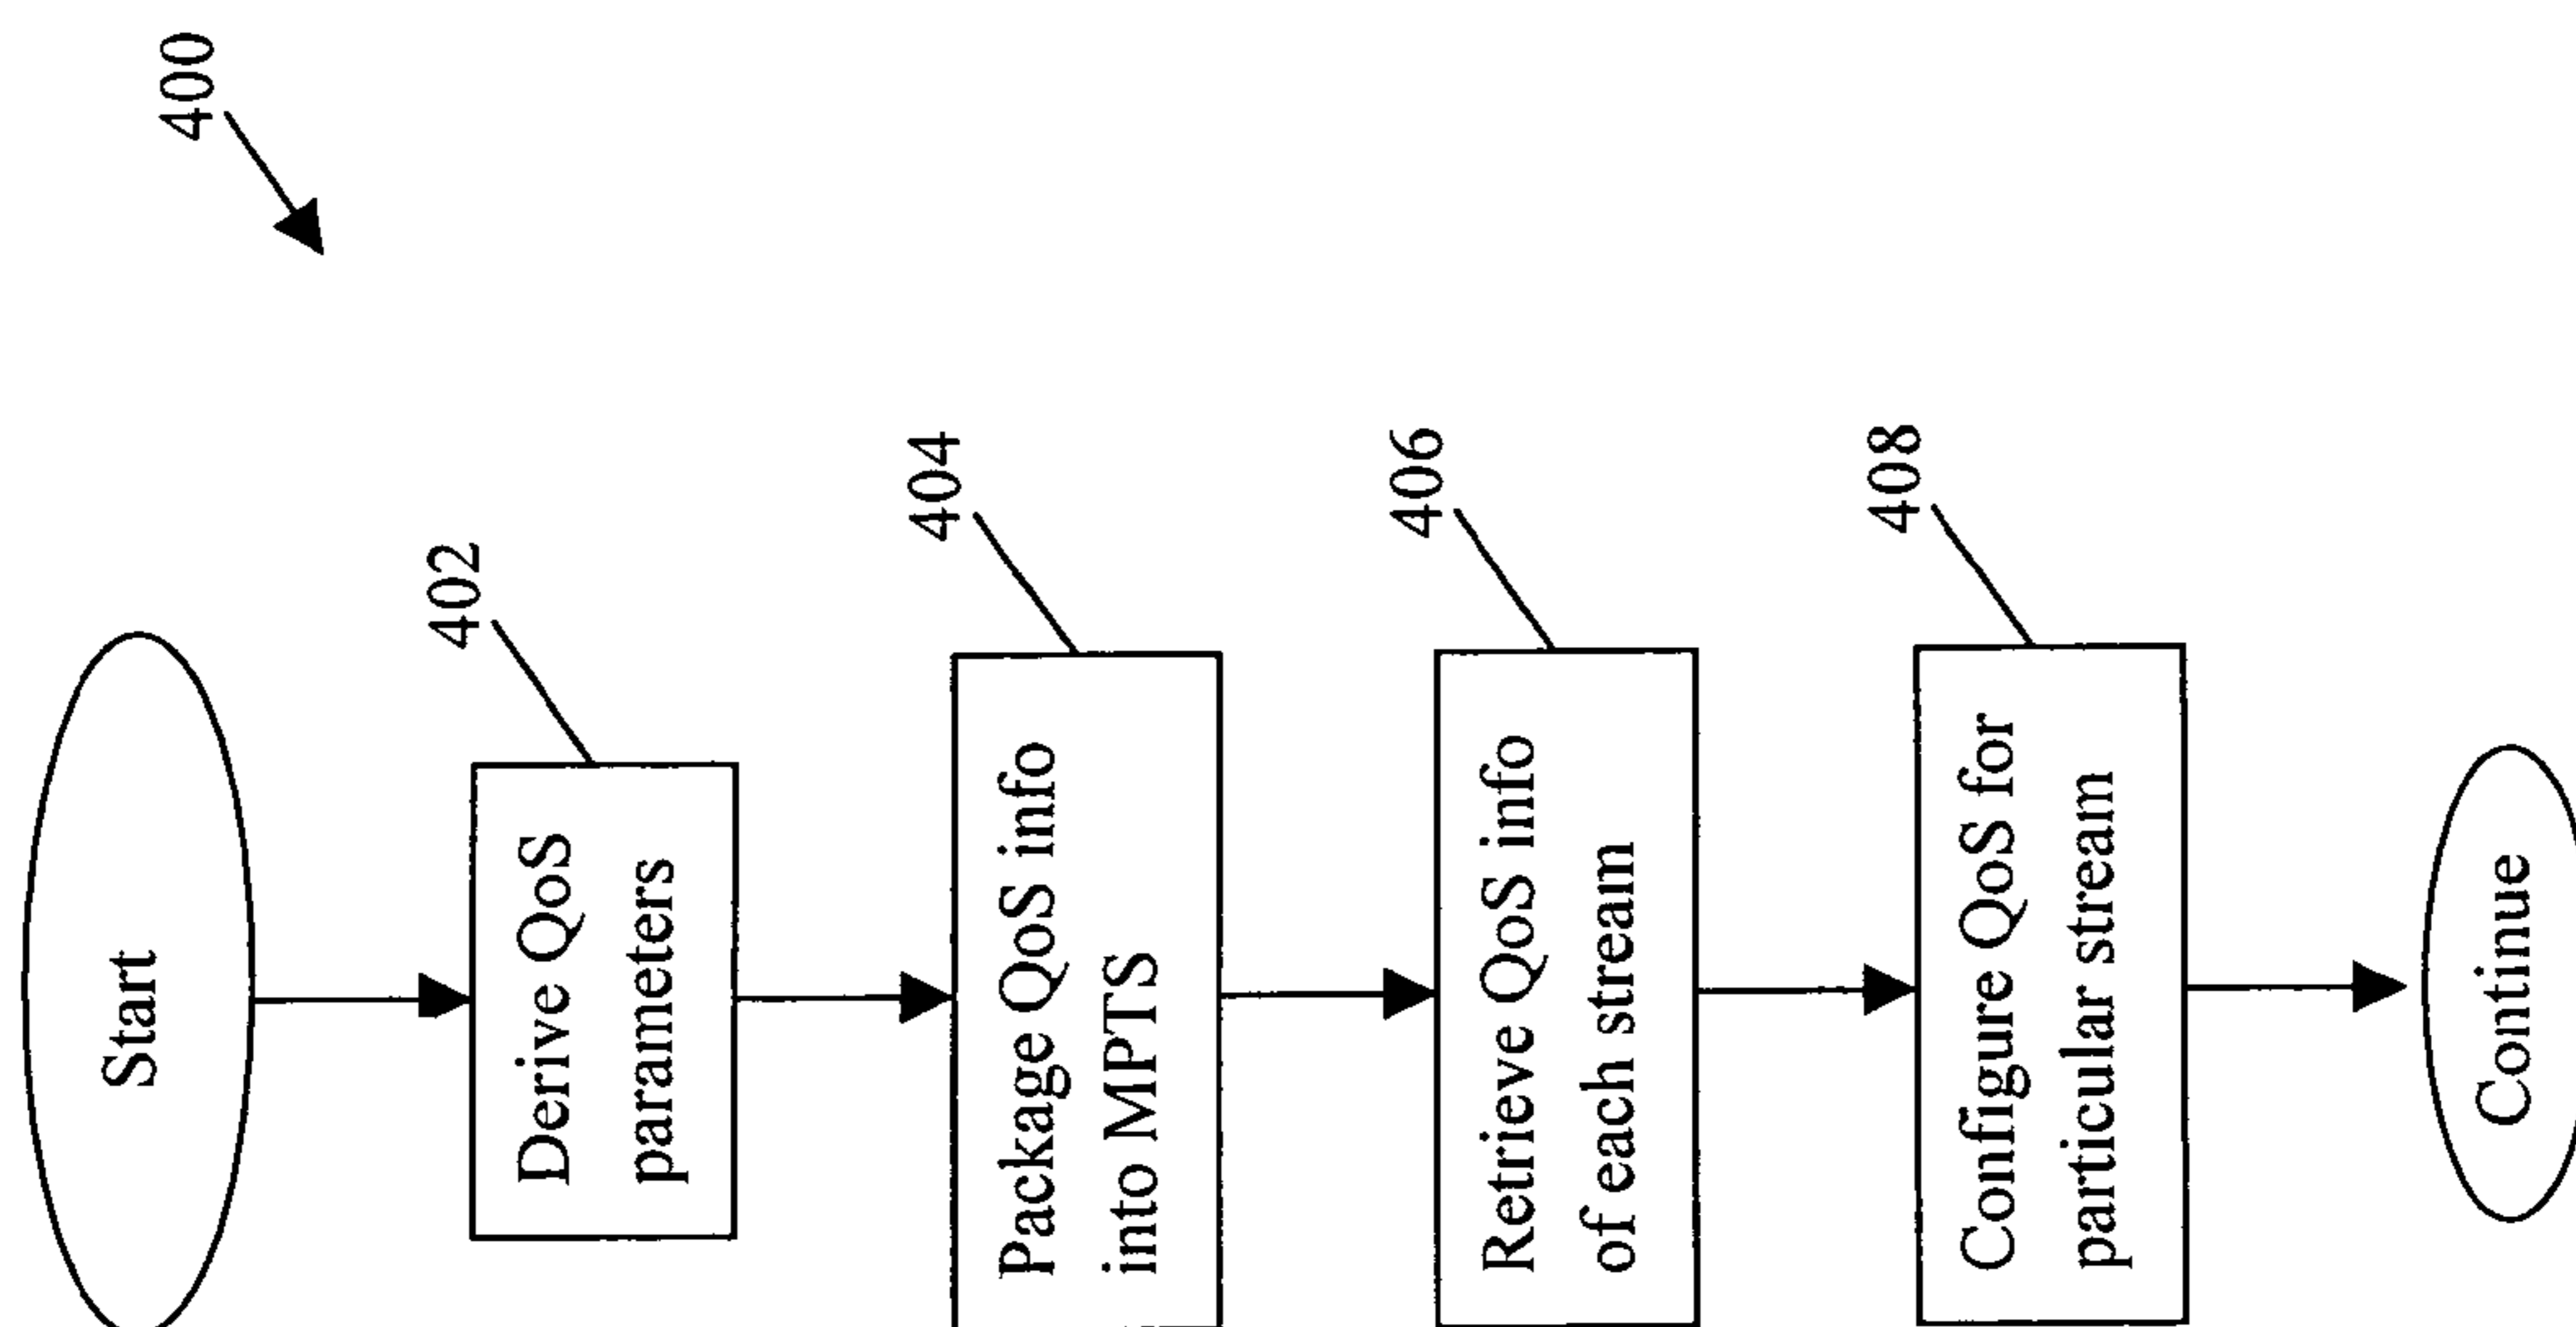 400
Start
402
Derive QoS
parameters
404
Package QoS info
into MPTS
406
Retrieve QoS info
of each stream
408
Configure QoS for
particular stream
Continue